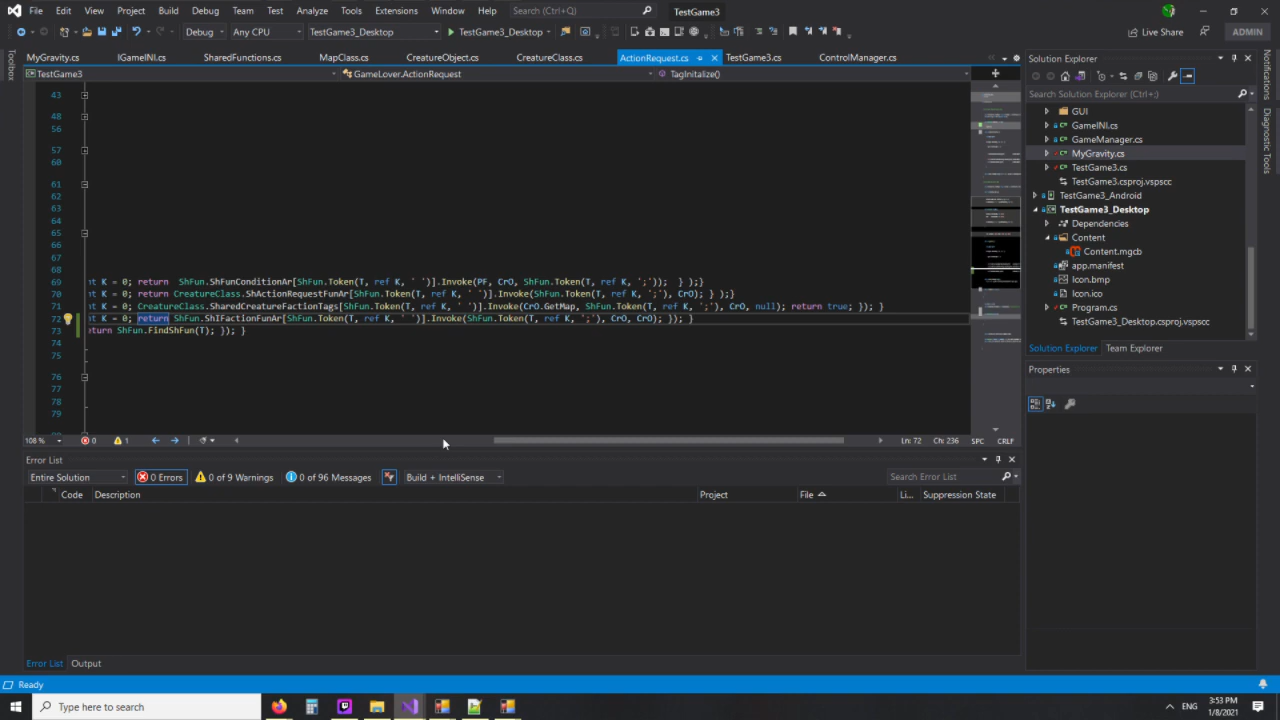 File Edit View Git Project Build Debug Team Test Analyze Tools Extensions Window Help Search (Ctrl+Q) TestGame3
Debug Any CPU TestGame3_Desktop TestGame3_Desktop Live Share ADMIN
MyGravity.cs IGameINI.cs SharedFunctions.cs MapClass.cs CreatureObject.cs CreatureClass.cs ActionRequest.cs TestGame3.cs ControlManager.cs
TestGame3 GameLover.ActionRequest TagInitalize()
Toolbox
43
48
56
57
60
61
62
63
64
65
66
67
68
69 nt K = 0; return ShFun.ShFunConditions[ShFun.Token(T, ref K, ' ')].Invoke(PF, CrO, ShFun.Token(T, ref K, ';')); } );}
70 nt K = 0; return CreatureClass.ShActionRequestFunAr[ShFun.Token(T, ref K, ' ')].Invoke(ShFun.Token(T, ref K, ';'), CrO); } );}
71 nt K = 0; CreatureClass.SharedCreatureFactionTags[ShFun.Token(T, ref K, ' ')].Invoke(CrO.GetMap, ShFun.Token(T, ref K, ';'), CrO, null); return true; }); }
72 nt K = 0; return ShFun.ShIFactionFunAr[ShFun.Token(T, ref K, ' ')].Invoke(ShFun.Token(T, ref K, ';'), CrO, CrO); }); }
73 eturn ShFun.FindShFun(T); }); }
74
75
76
77
78
79
108 % 0 1 Ln: 72 Ch: 236 SPC CRLF
Error List
Entire Solution 0 Errors 0 of 9 Warnings 0 of 96 Messages Build + IntelliSense Search Error List
Code Description Project File Li... Suppression State
Error List Output
Solution Explorer
Search Solution Explorer (Ctrl+;)
GUI
GameINI.cs
GameManager.cs
MyGravity.cs
TestGame3.cs
TestGame3.csproj.vspscc
TestGame3_Android
TestGame3_Desktop
Dependencies
Content
Content.mgcb
app.manifest
Icon.bmp
Icon.ico
Program.cs
TestGame3_Desktop.csproj.vspscc
Solution Explorer Team Explorer
Properties
Notifications
Diagnostic Tools
Ready
Type here to search
ENG
3:53 PM
1/8/2021